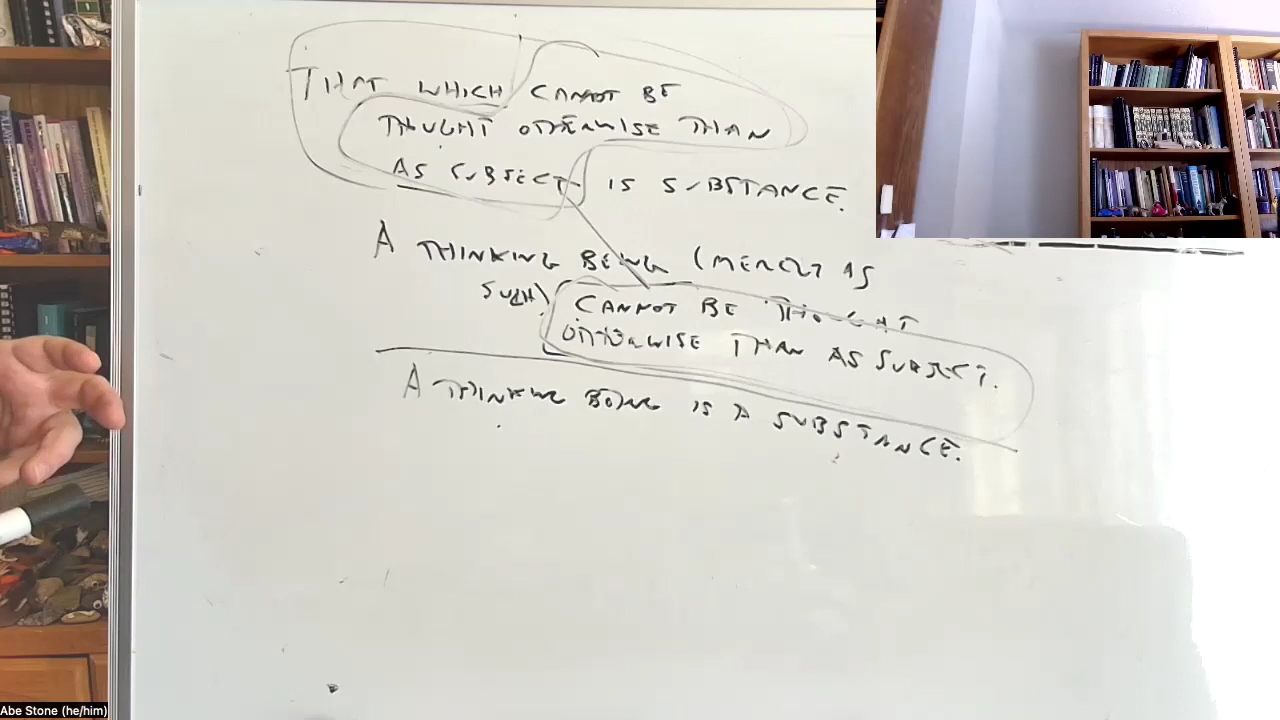 THAT WHICH CANNOT BE
THOUGHT OTHERWISE THAN
AS SUBJECT IS SUBSTANCE.
A THINKING BEING (MERELY AS
SUCH) CANNOT BE THOUGHT
OTHERWISE THAN AS SUBJECT.
A THINKING BEING IS A SUBSTANCE.
Abe Stone (he/him)